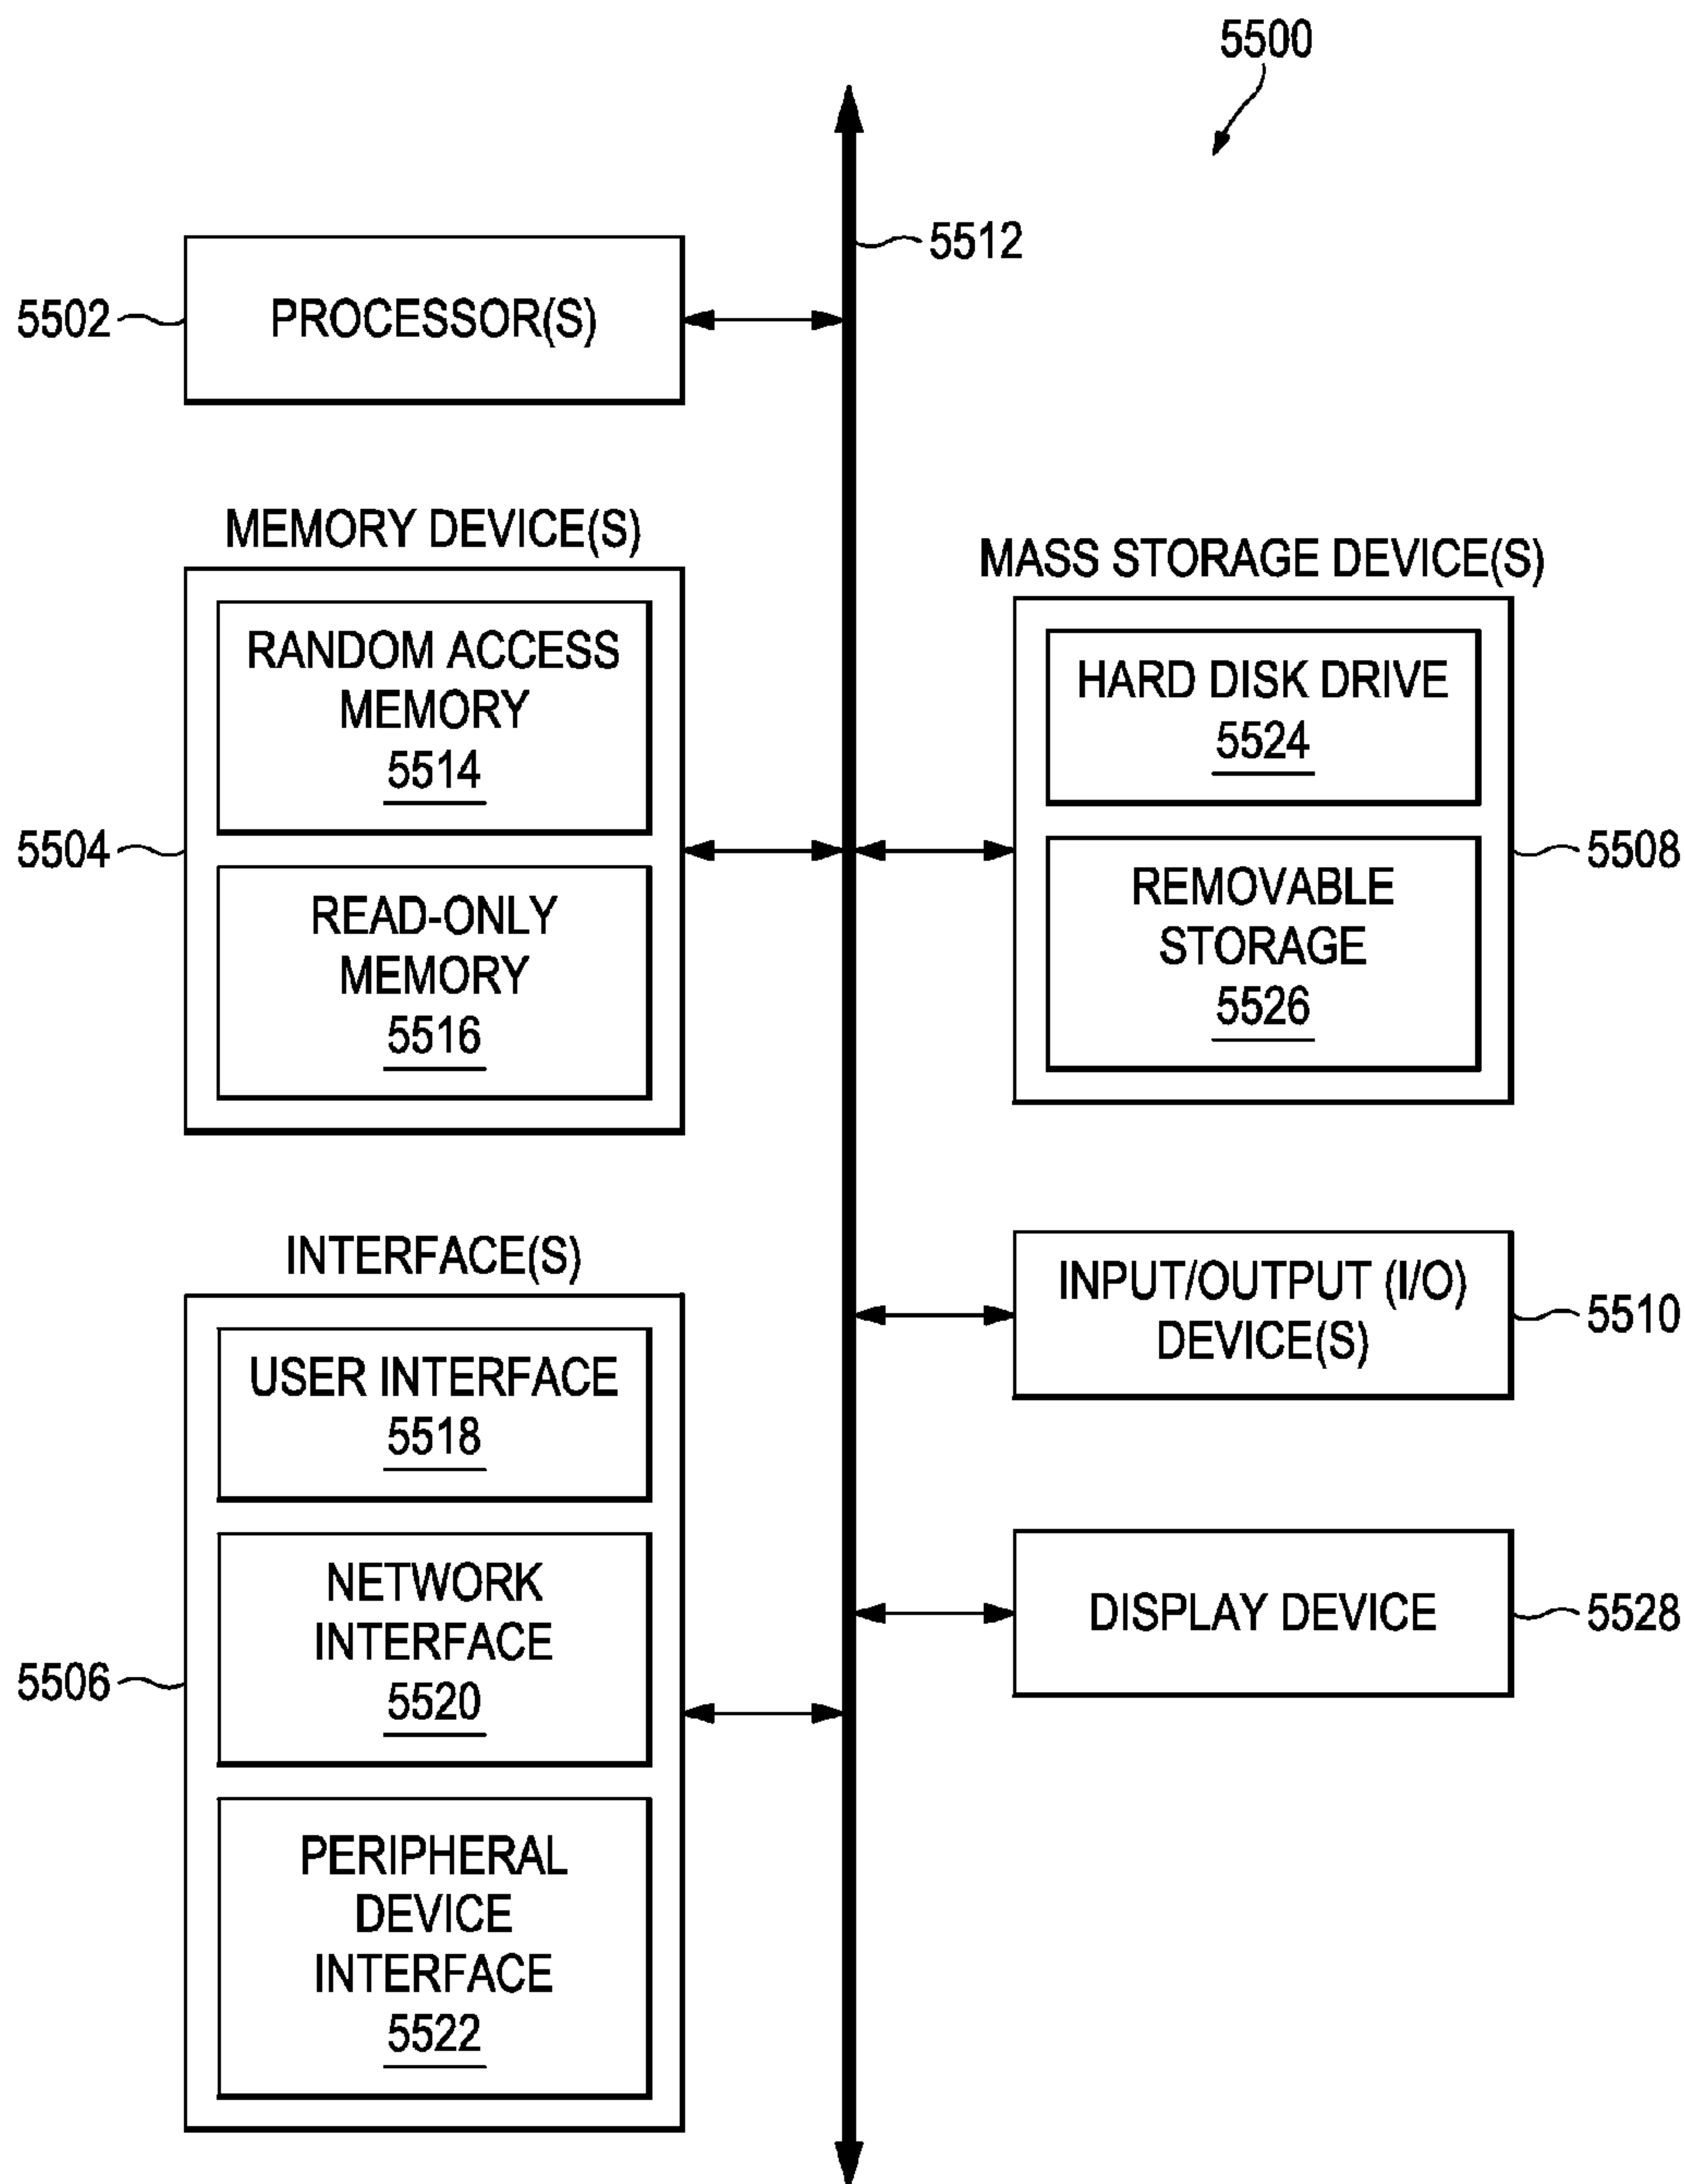 5500
5512
5502
PROCESSOR(S)
MEMORY DEVICE(S)
RANDOM ACCESS
MEMORY
5514
5504
READ-ONLY
MEMORY
5516
MASS STORAGE DEVICE(S)
HARD DISK DRIVE
5524
5508
REMOVABLE
STORAGE
5526
INTERFACE(S)
USER INTERFACE
5518
NETWORK
INTERFACE
5520
5506
PERIPHERAL
DEVICE
INTERFACE
5522
INPUT/OUTPUT (I/O)
DEVICE(S)
5510
DISPLAY DEVICE
5528